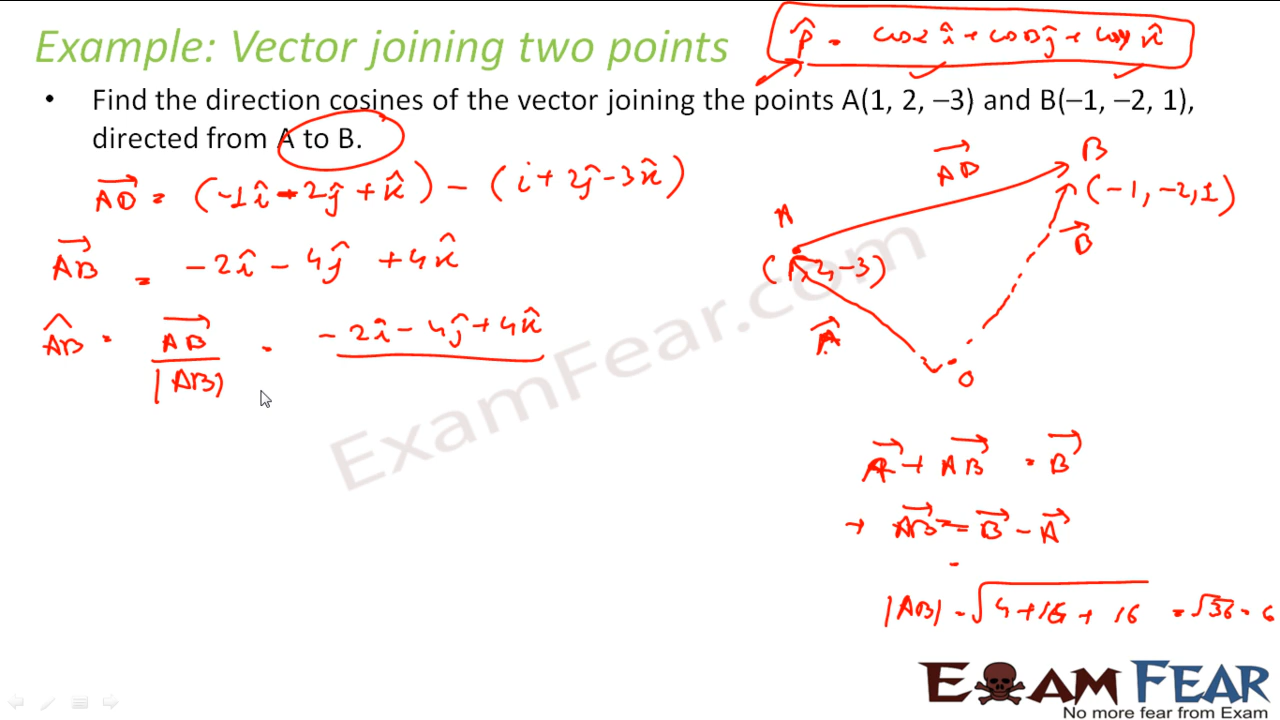 Example: Vector joining two points
p̂ = cosα î + cosβ ĵ + cosγ k̂
• Find the direction cosines of the vector joining the points A(1, 2, –3) and B(–1, –2, 1),
directed from A to B.
AB = (-1î - 2ĵ + k̂) - (i + 2ĵ - 3k̂)
AB = -2î - 4ĵ + 4k̂
ÂB = AB / |AB| = -2î - 4ĵ + 4k̂
AB
B
(-1, -2, 1)
A
(1, 2, -3)
B
A
O
A + AB = B
→ AB = B - A
=
|AB| = √4 + 16 + 16 = √36 = 6
ExamFear.com
EXAM FEAR
No more fear from Exam